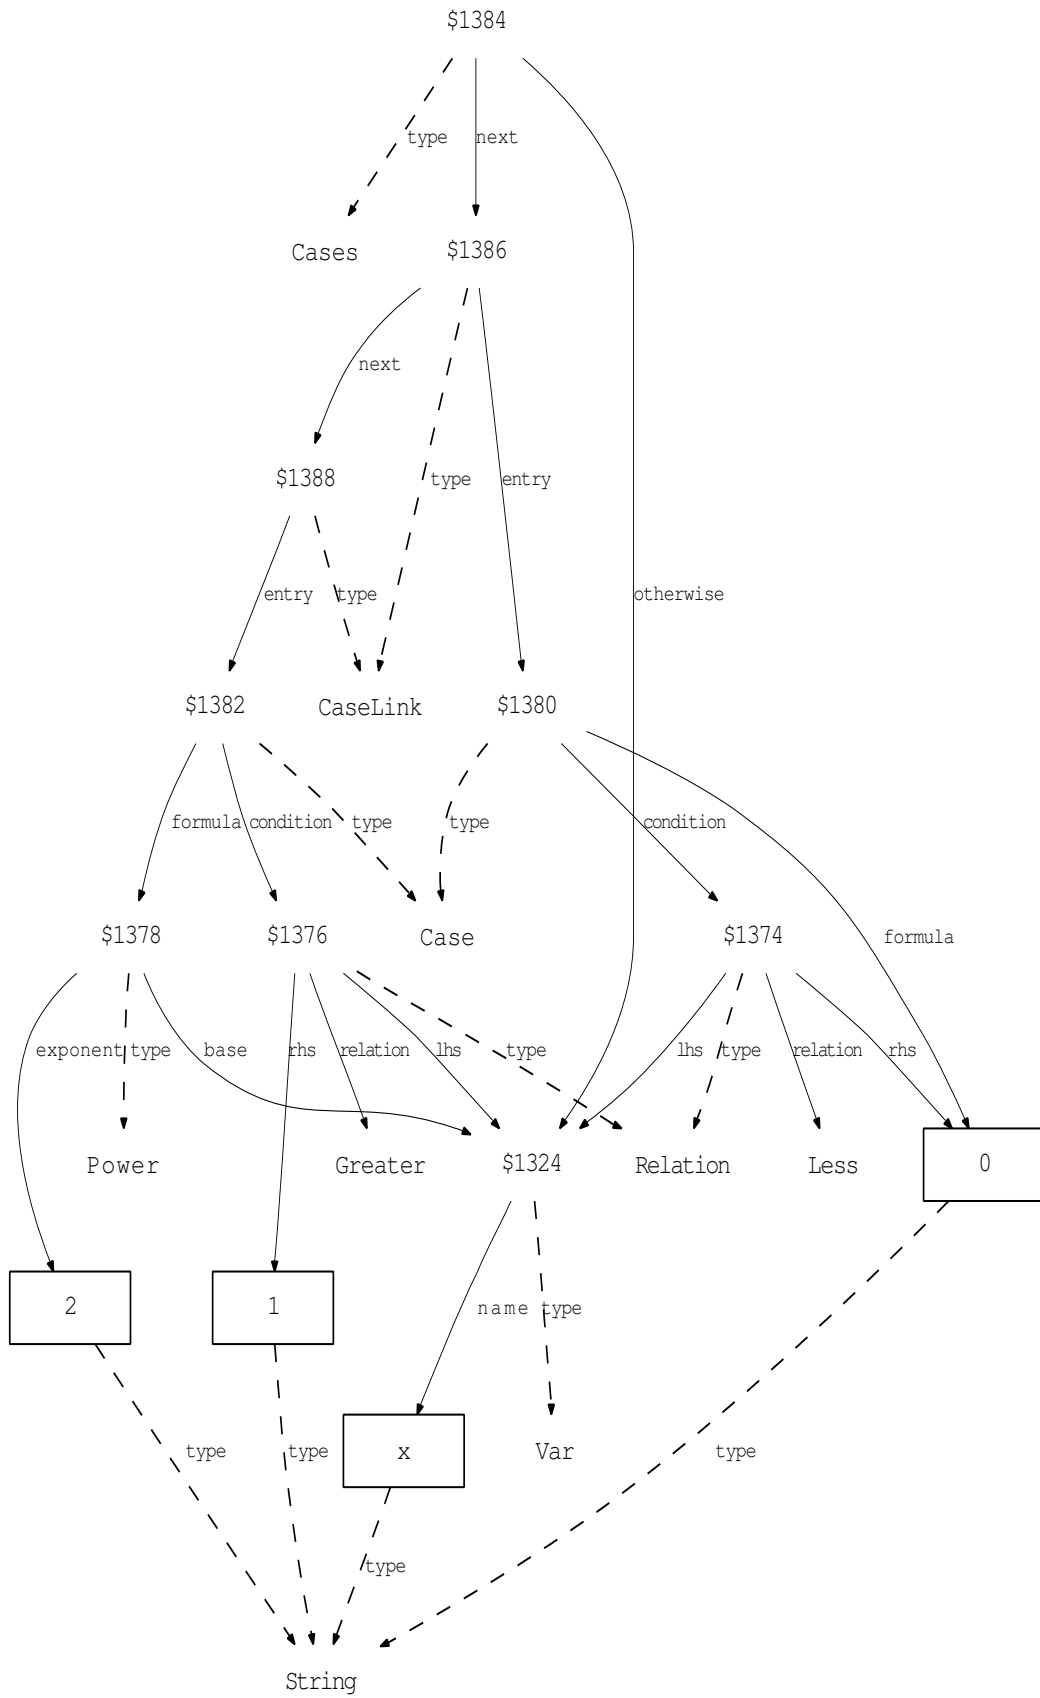 $1384
type next
Cases $1386
next
$1388 type entry
entry type otherwise
$1382 CaseLink $1380
formula condition type type condition
$1378 $1376 Case $1374 formula
exponent type base rhs relation lhs type lhs type relation rhs
Power Greater $1324 Relation Less 0
2 1 name type
type type x Var type
type
String